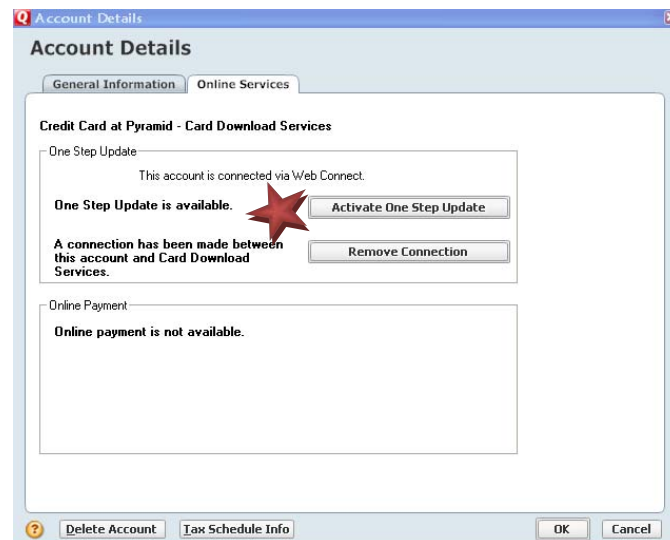 Account Details
Account Details
General Information Online Services
Credit Card at Pyramid - Card Download Services
One Step Update
This account is connected via Web Connect.
One Step Update is available. Activate One Step Update
A connection has been made between
this account and Card Download
Services.
Remove Connection
Online Payment
Online payment is not available.
? Delete Account Tax Schedule Info OK Cancel